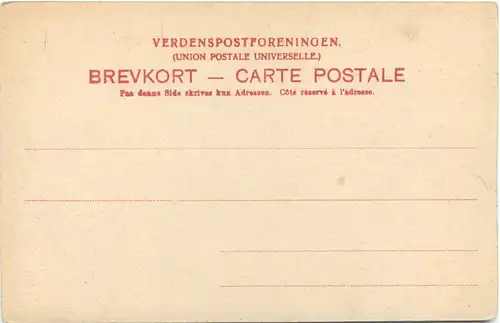 VERDENSPOSTFORENINGEN.
(UNION POSTALE UNIVERSELLE.)
BREVKORT — CARTE POSTALE
Paa denne Side skrives kun Adressen. Côté réservé à l'adresse.